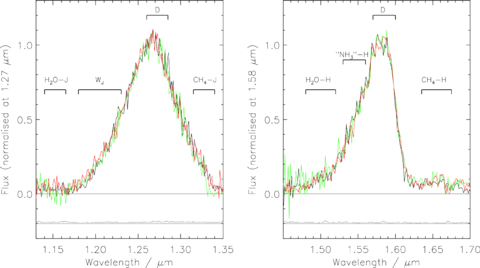 D
H₂O–J
W_J
CH₄–J
Flux (normalised at 1.27 μm)
1.0
0.5
0.0
1.15
1.20
1.25
1.30
1.35
Wavelength / μm
D
"NH₃"–H
H₂O–H
CH₄–H
Flux (normalised at 1.58 μm)
1.0
0.5
0.0
1.50
1.55
1.60
1.65
1.70
Wavelength / μm